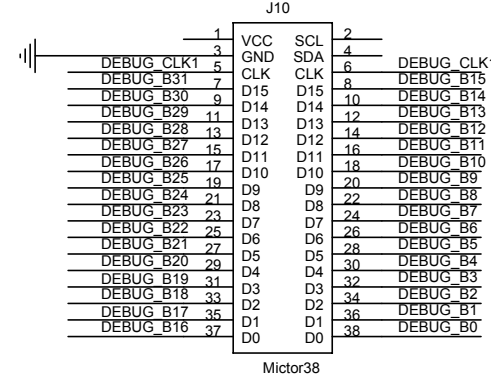 J10
1 VCC SCL 2
3 GND SDA 4
DEBUG_CLK1 5 CLK CLK 6 DEBUG_CLK1
DEBUG_B31 7 D15 D15 8 DEBUG_B15
DEBUG_B30 9 D14 D14 10 DEBUG_B14
DEBUG_B29 11 D13 D13 12 DEBUG_B13
DEBUG_B28 13 D12 D12 14 DEBUG_B12
DEBUG_B27 15 D11 D11 16 DEBUG_B11
DEBUG_B26 17 D10 D10 18 DEBUG_B10
DEBUG_B25 19 D9 D9 20 DEBUG_B9
DEBUG_B24 21 D8 D8 22 DEBUG_B8
DEBUG_B23 23 D7 D7 24 DEBUG_B7
DEBUG_B22 25 D6 D6 26 DEBUG_B6
DEBUG_B21 27 D5 D5 28 DEBUG_B5
DEBUG_B20 29 D4 D4 30 DEBUG_B4
DEBUG_B19 31 D3 D3 32 DEBUG_B3
DEBUG_B18 33 D2 D2 34 DEBUG_B2
DEBUG_B17 35 D1 D1 36 DEBUG_B1
DEBUG_B16 37 D0 D0 38 DEBUG_B0
Mictor38